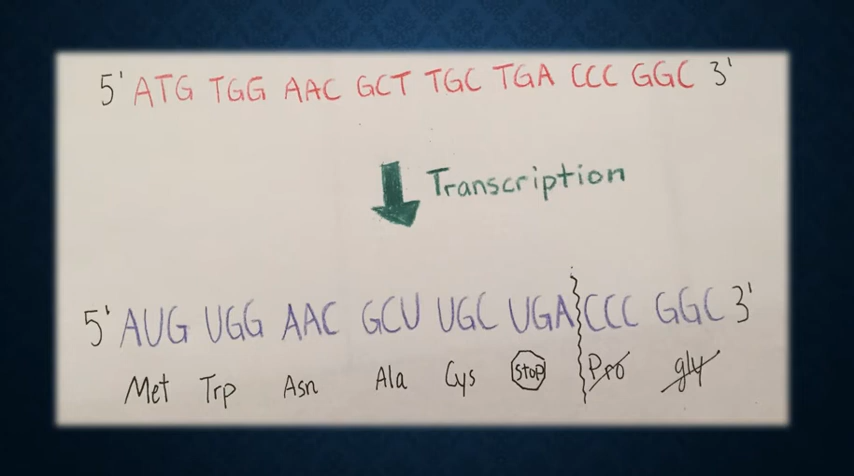 5' ATG TGG AAC GCT TGC TGA CCC GGC 3'
Transcription
5' AUG UGG AAC GCU UGC UGA CCC GGC 3'
Met Trp Asn Ala Cys Stop Pro gly